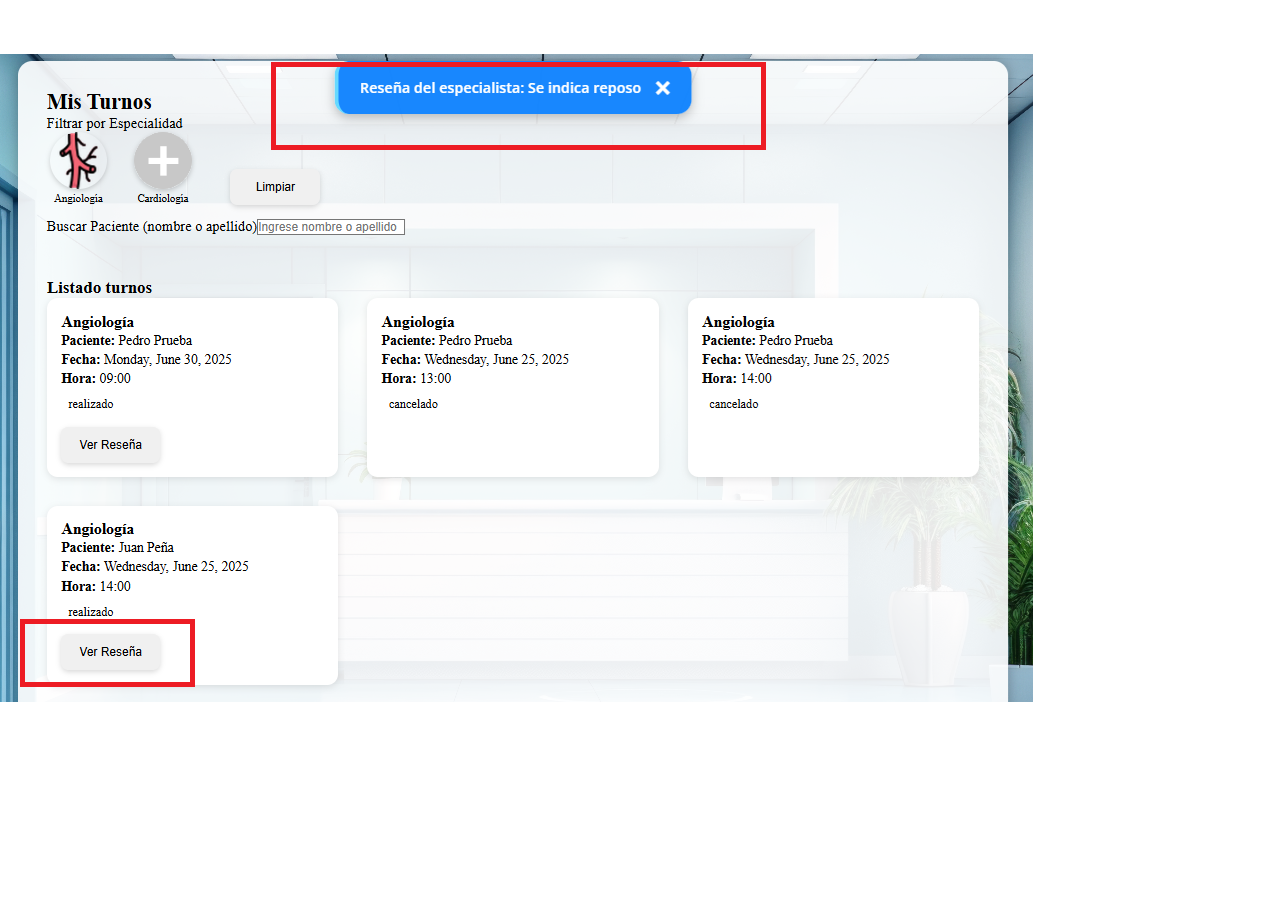 Reseña del especialista: Se indica reposo
Mis Turnos
Filtrar por Especialidad
Angiología
Cardiología
Limpiar
Buscar Paciente (nombre o apellido) Ingrese nombre o apellido
Listado turnos
Angiología
Paciente: Pedro Prueba
Fecha: Monday, June 30, 2025
Hora: 09:00
realizado
Ver Reseña
Angiología
Paciente: Pedro Prueba
Fecha: Wednesday, June 25, 2025
Hora: 13:00
cancelado
Angiología
Paciente: Pedro Prueba
Fecha: Wednesday, June 25, 2025
Hora: 14:00
cancelado
Angiología
Paciente: Juan Peña
Fecha: Wednesday, June 25, 2025
Hora: 14:00
realizado
Ver Reseña